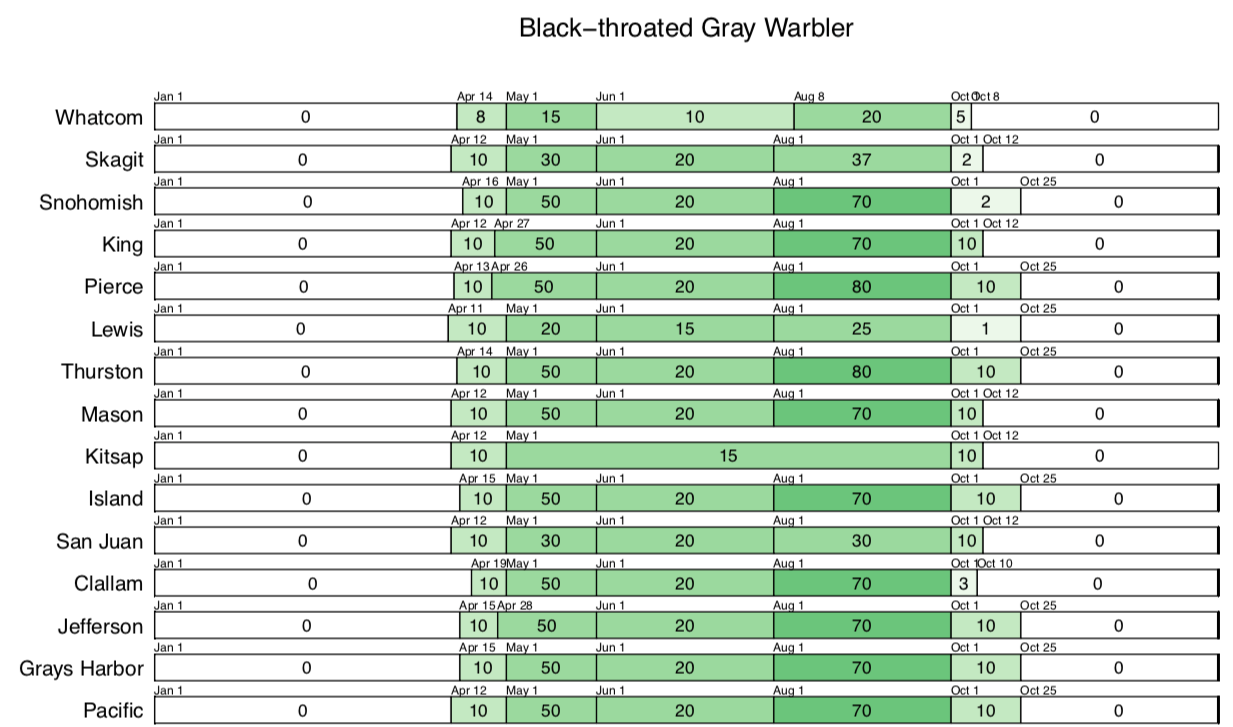 Black−throated Gray Warbler
Jan 1 Apr 14 May 1 Jun 1 Aug 8 Oct 1 Oct 8
Whatcom 0 8 15 10 20 5 0
Jan 1 Apr 12 May 1 Jun 1 Aug 1 Oct 1 Oct 12
Skagit 0 10 30 20 37 2 0
Jan 1 Apr 16 May 1 Jun 1 Aug 1 Oct 1 Oct 25
Snohomish 0 10 50 20 70 2 0
Jan 1 Apr 12 Apr 27 Jun 1 Aug 1 Oct 1 Oct 12
King 0 10 50 20 70 10 0
Jan 1 Apr 13 Apr 26 Jun 1 Aug 1 Oct 1 Oct 25
Pierce 0 10 50 20 80 10 0
Jan 1 Apr 11 May 1 Jun 1 Aug 1 Oct 1 Oct 25
Lewis 0 10 20 15 25 1 0
Jan 1 Apr 14 May 1 Jun 1 Aug 1 Oct 1 Oct 25
Thurston 0 10 50 20 80 10 0
Jan 1 Apr 12 May 1 Jun 1 Aug 1 Oct 1 Oct 12
Mason 0 10 50 20 70 10 0
Jan 1 Apr 12 May 1 Oct 1 Oct 12
Kitsap 0 10 15 10 0
Jan 1 Apr 15 May 1 Jun 1 Aug 1 Oct 1 Oct 25
Island 0 10 50 20 70 10 0
Jan 1 Apr 12 May 1 Jun 1 Aug 1 Oct 1 Oct 12
San Juan 0 10 30 20 30 10 0
Jan 1 Apr 19 May 1 Jun 1 Aug 1 Oct 1 Oct 10
Clallam 0 10 50 20 70 3 0
Jan 1 Apr 15 Apr 28 Jun 1 Aug 1 Oct 1 Oct 25
Jefferson 0 10 50 20 70 10 0
Jan 1 Apr 15 May 1 Jun 1 Aug 1 Oct 1 Oct 25
Grays Harbor 0 10 50 20 70 10 0
Jan 1 Apr 12 May 1 Jun 1 Aug 1 Oct 1 Oct 25
Pacific 0 10 50 20 70 10 0